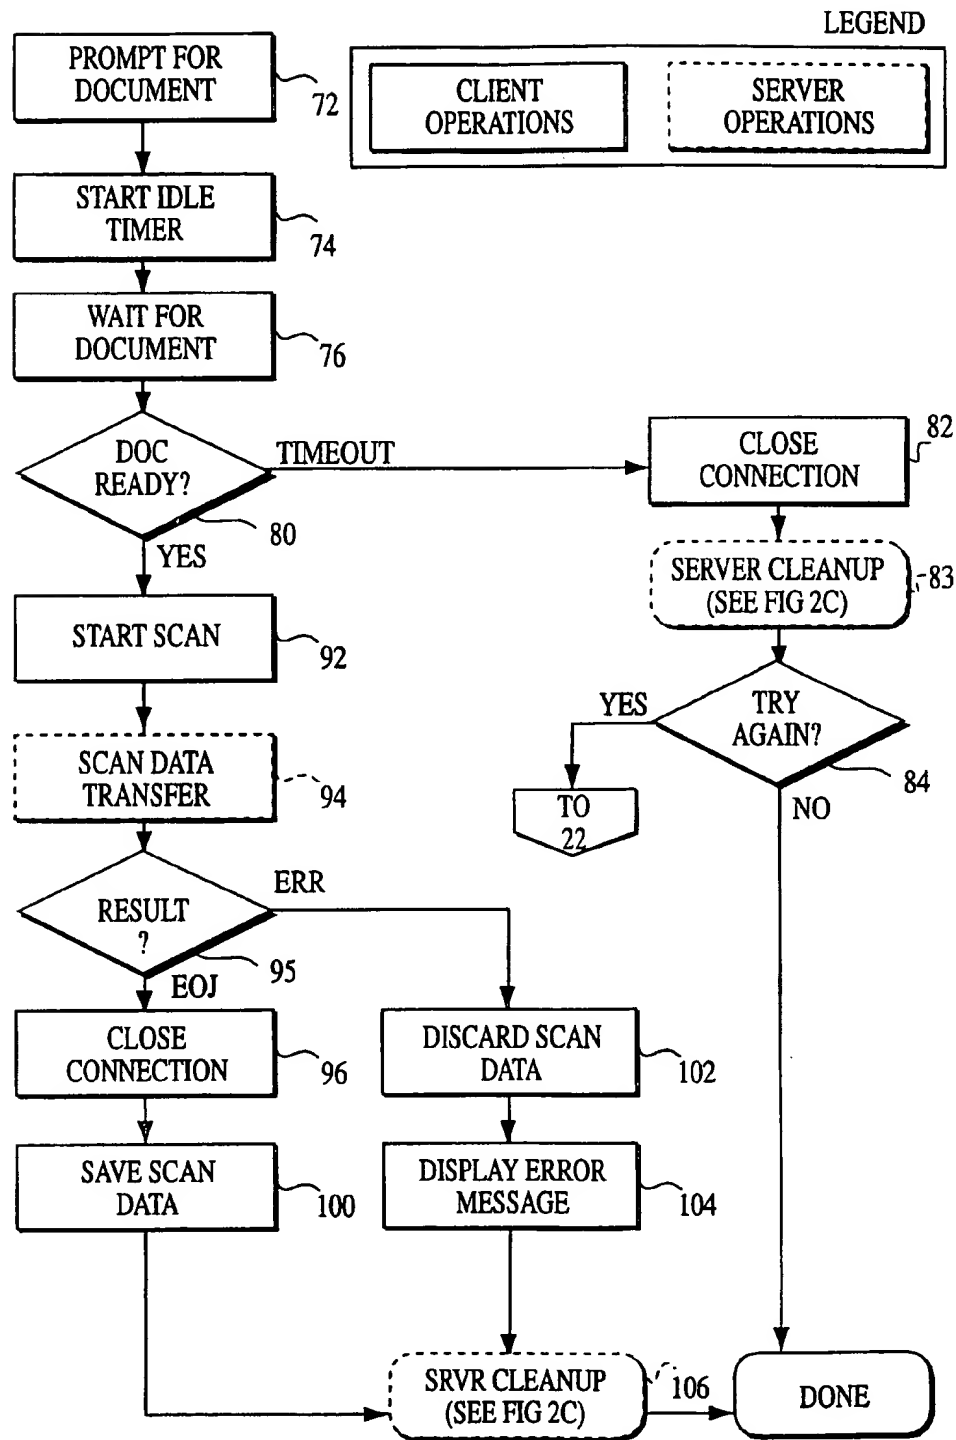 LEGEND
PROMPT FOR
DOCUMENT
72
CLIENT
OPERATIONS
SERVER
OPERATIONS
START IDLE
TIMER
74
WAIT FOR
DOCUMENT
76
DOC
READY?
TIMEOUT
80
YES
CLOSE
CONNECTION
82
SERVER CLEANUP
(SEE FIG 2C)
83
START SCAN
92
YES
TRY
AGAIN?
84
NO
TO
22
SCAN DATA
TRANSFER
94
RESULT
?
ERR
95
EOJ
CLOSE
CONNECTION
96
DISCARD SCAN
DATA
102
SAVE SCAN
DATA
100
DISPLAY ERROR
MESSAGE
104
SRVR CLEANUP
(SEE FIG 2C)
106
DONE